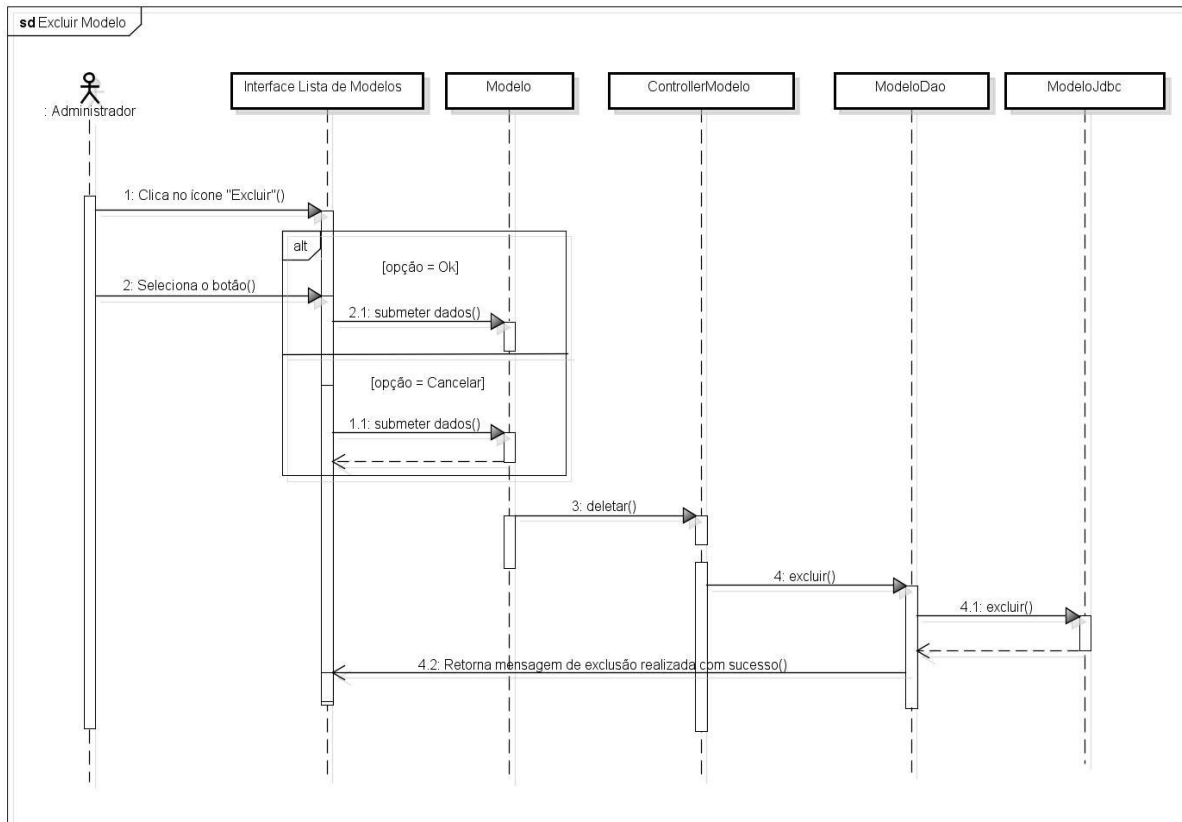 sd Excluir Modelo
: Administrador
Interface Lista de Modelos
Modelo
ControllerModelo
ModeloDao
ModeloJdbc
1: Clica no ícone "Excluir"()
alt
[opção = Ok]
2: Seleciona o botão()
2.1: submeter dados()
[opção = Cancelar]
1.1: submeter dados()
3: deletar()
4: excluir()
4.1: excluir()
4.2: Retorna mensagem de exclusão realizada com sucesso()